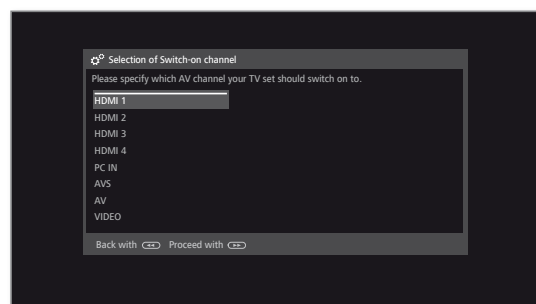 Selection of Switch-on channel
Please specify which AV channel your TV set should switch on to.
HDMI 1
HDMI 2
HDMI 3
HDMI 4
PC IN
AVS
AV
VIDEO
Back with Proceed with